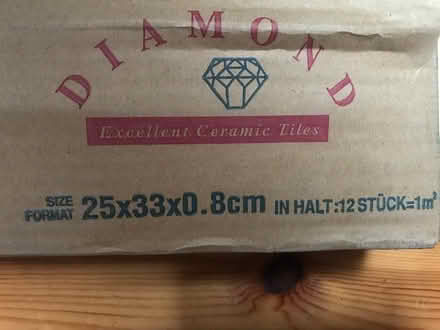 DIAMOND
Excellent Ceramic Tiles
SIZE
FORMAT 25x33x0.8cm IN HALT:12 STÜCK=1m²